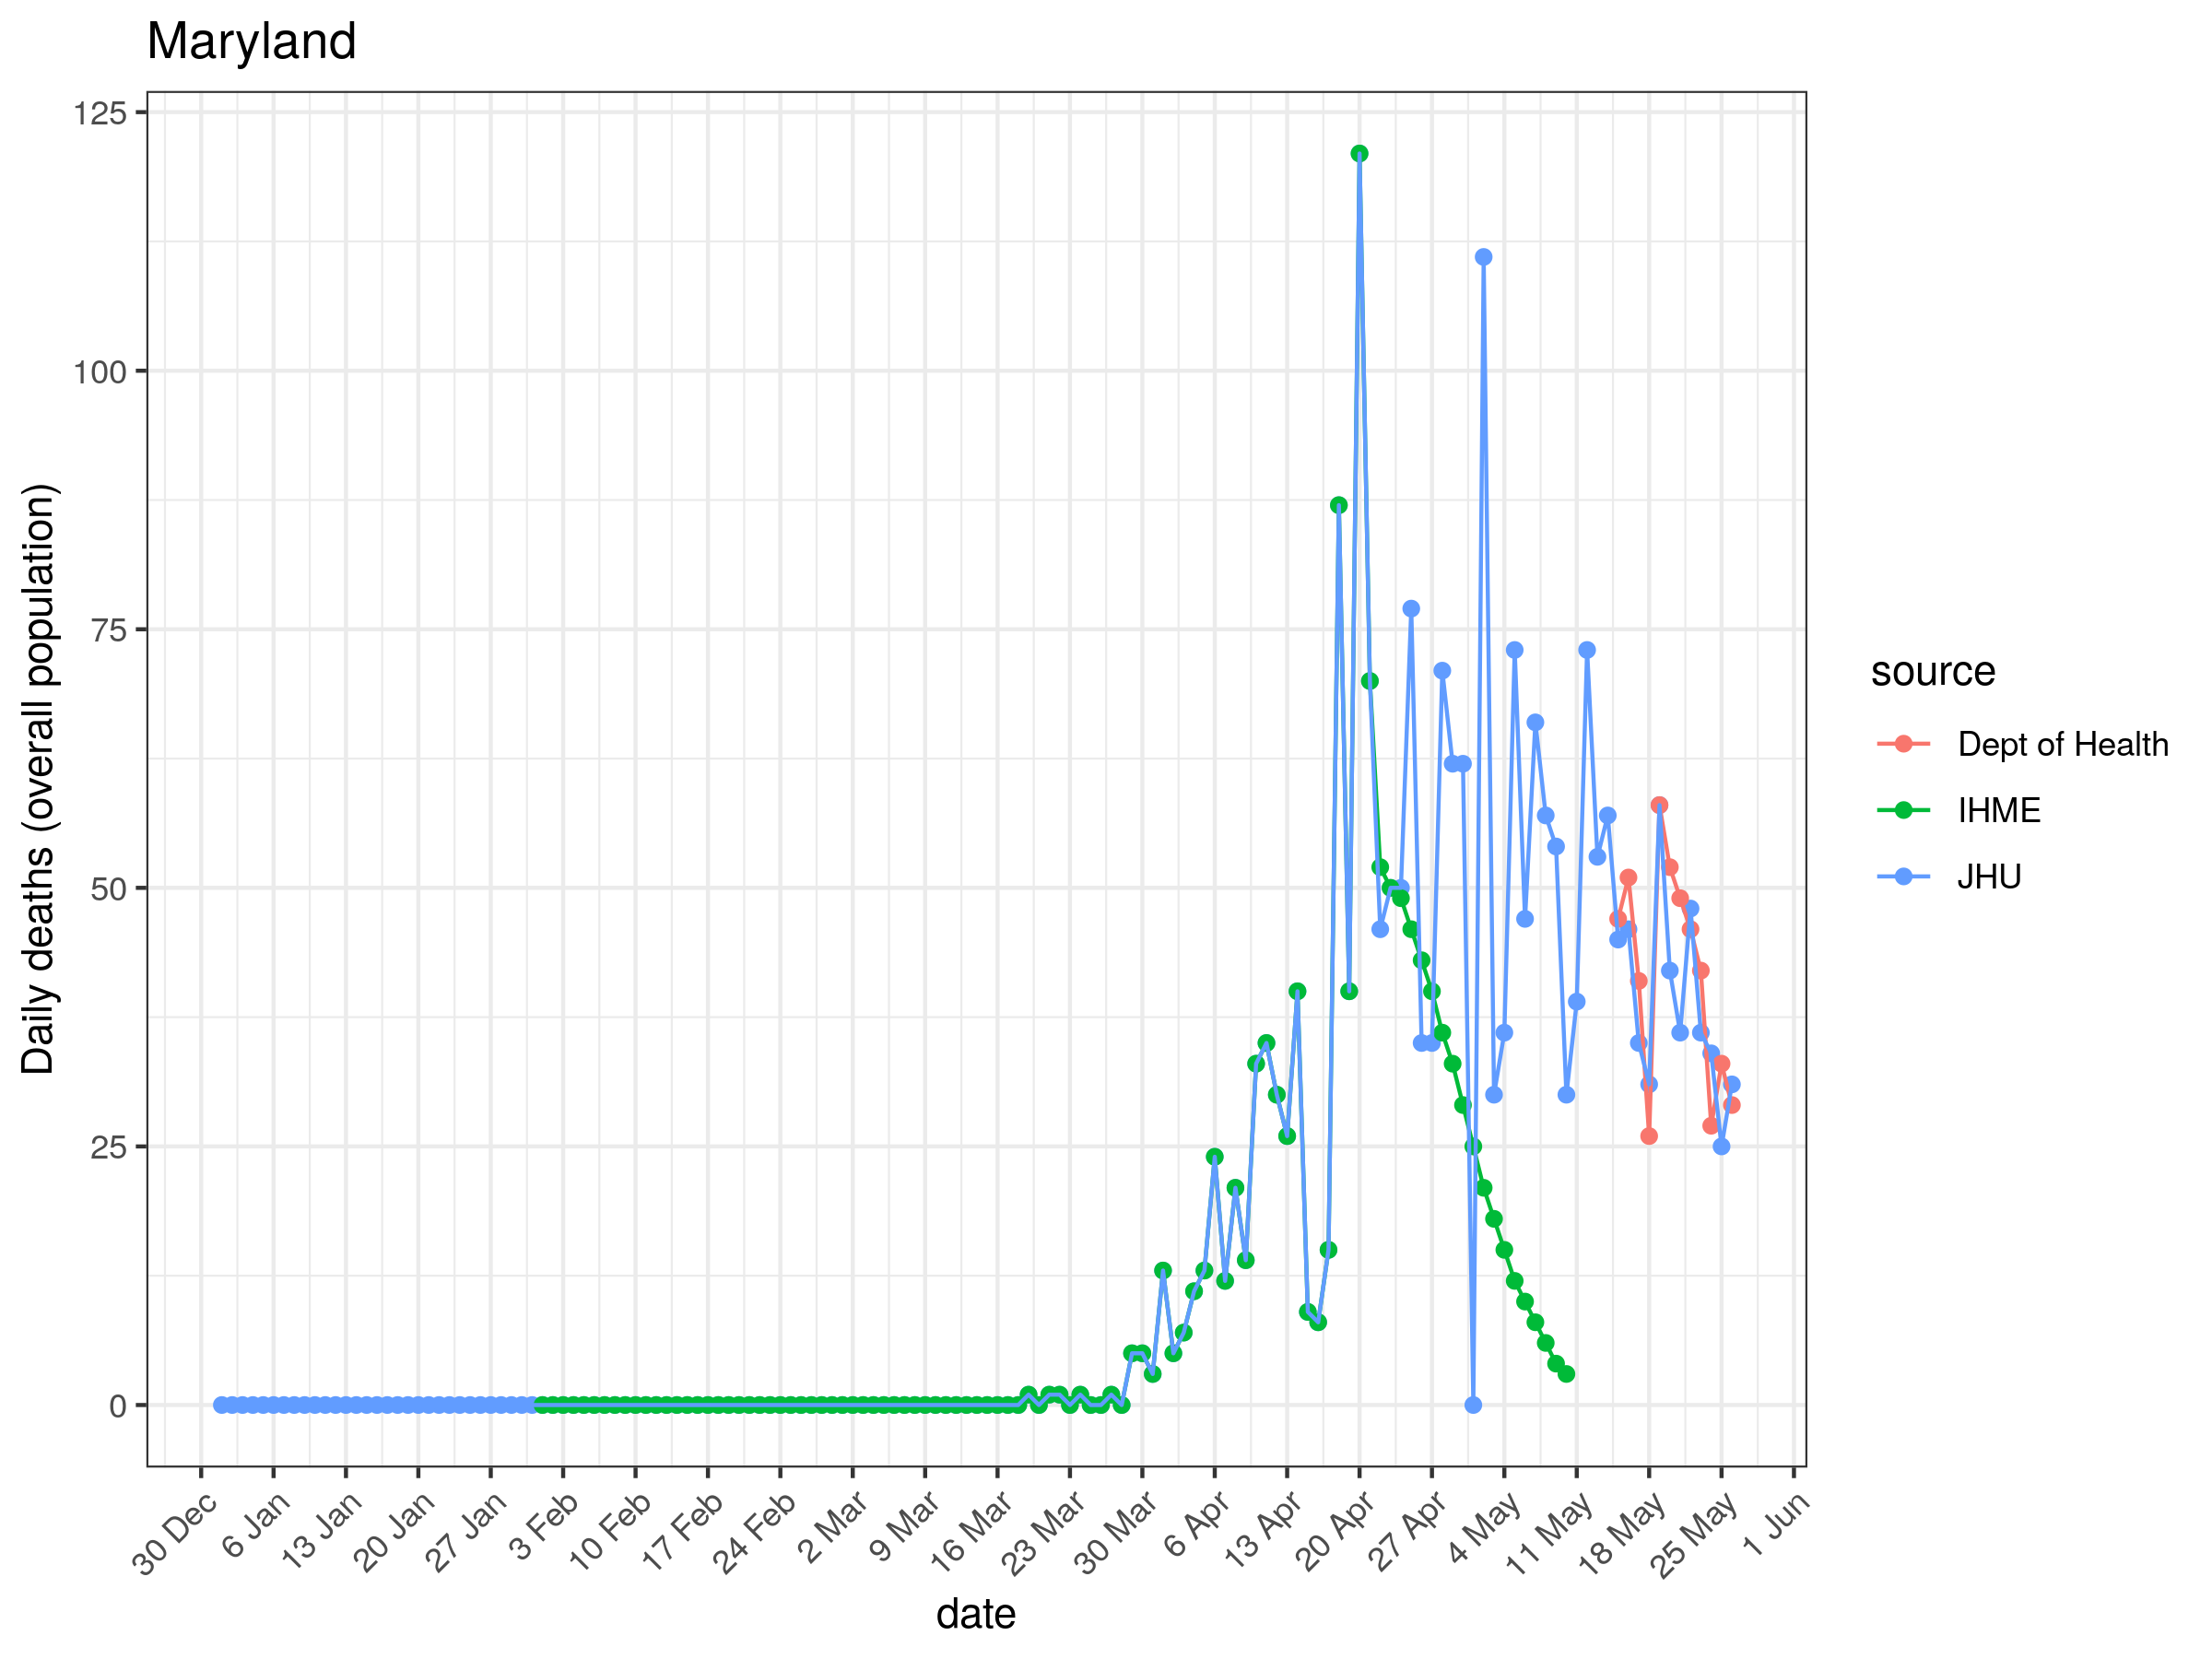 Maryland
Daily deaths (overall population)
125
100
75
50
25
0
30 Dec
6 Jan
13 Jan
20 Jan
27 Jan
3 Feb
10 Feb
17 Feb
24 Feb
2 Mar
9 Mar
16 Mar
23 Mar
30 Mar
6 Apr
13 Apr
20 Apr
27 Apr
4 May
11 May
18 May
25 May
1 Jun
date
source
Dept of Health
IHME
JHU